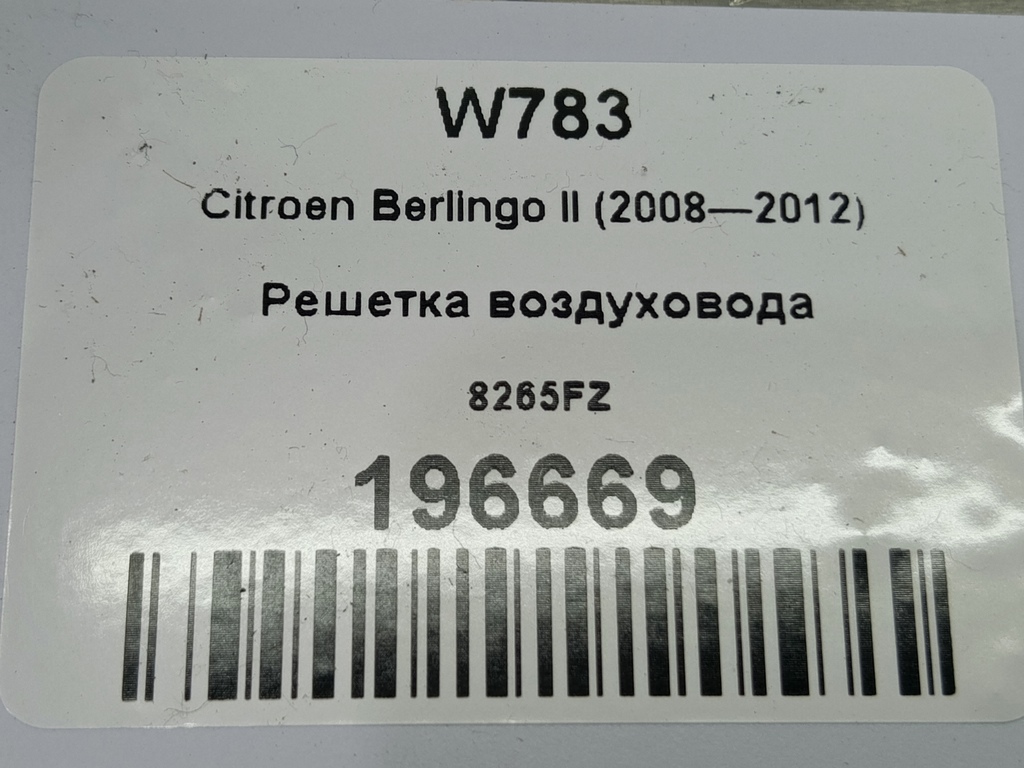 W783
Citroen Berlingo II (2008—2012)
Решетка воздуховода
8265FZ
196669